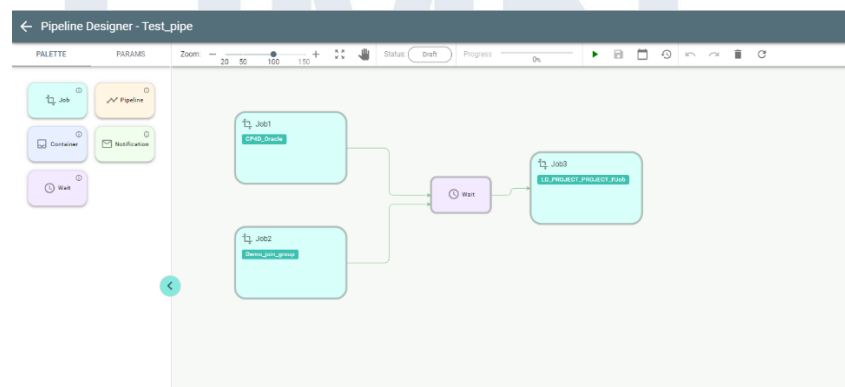 Pipeline Designer - Test_pipe
PALETTE PARAMS Zoom: 20 50 100 150 Status: Draft Progress 0%
Job Pipeline
Container Notification
Wait
Job1
CP4D_Oracle
Job2
Demo_join_group
Wait
Job3
LD_PROJECT_PROJECT_PJob